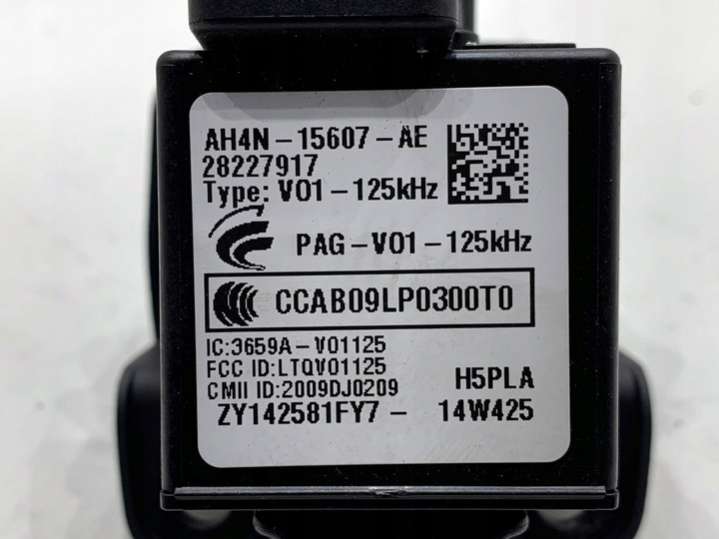 AH4N-15607-AE
28227917
Type: V01-125kHz
PAG-V01-125kHz
CCAB09LP0300T0
IC:3659A-V01125
FCC ID:LTQV01125
CMII ID:2009DJ0209
H5PLA
ZY142581FY7- 14W425